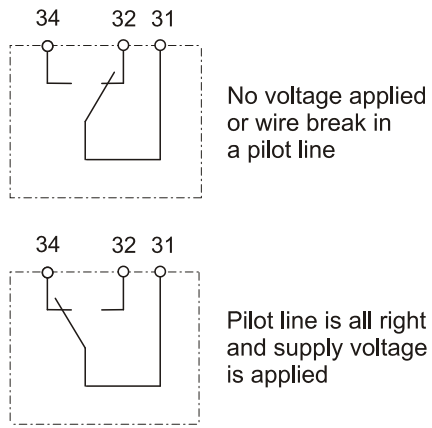 34 32 31
No voltage applied
or wire break in
a pilot line
34 32 31
Pilot line is all right
and supply voltage
is applied